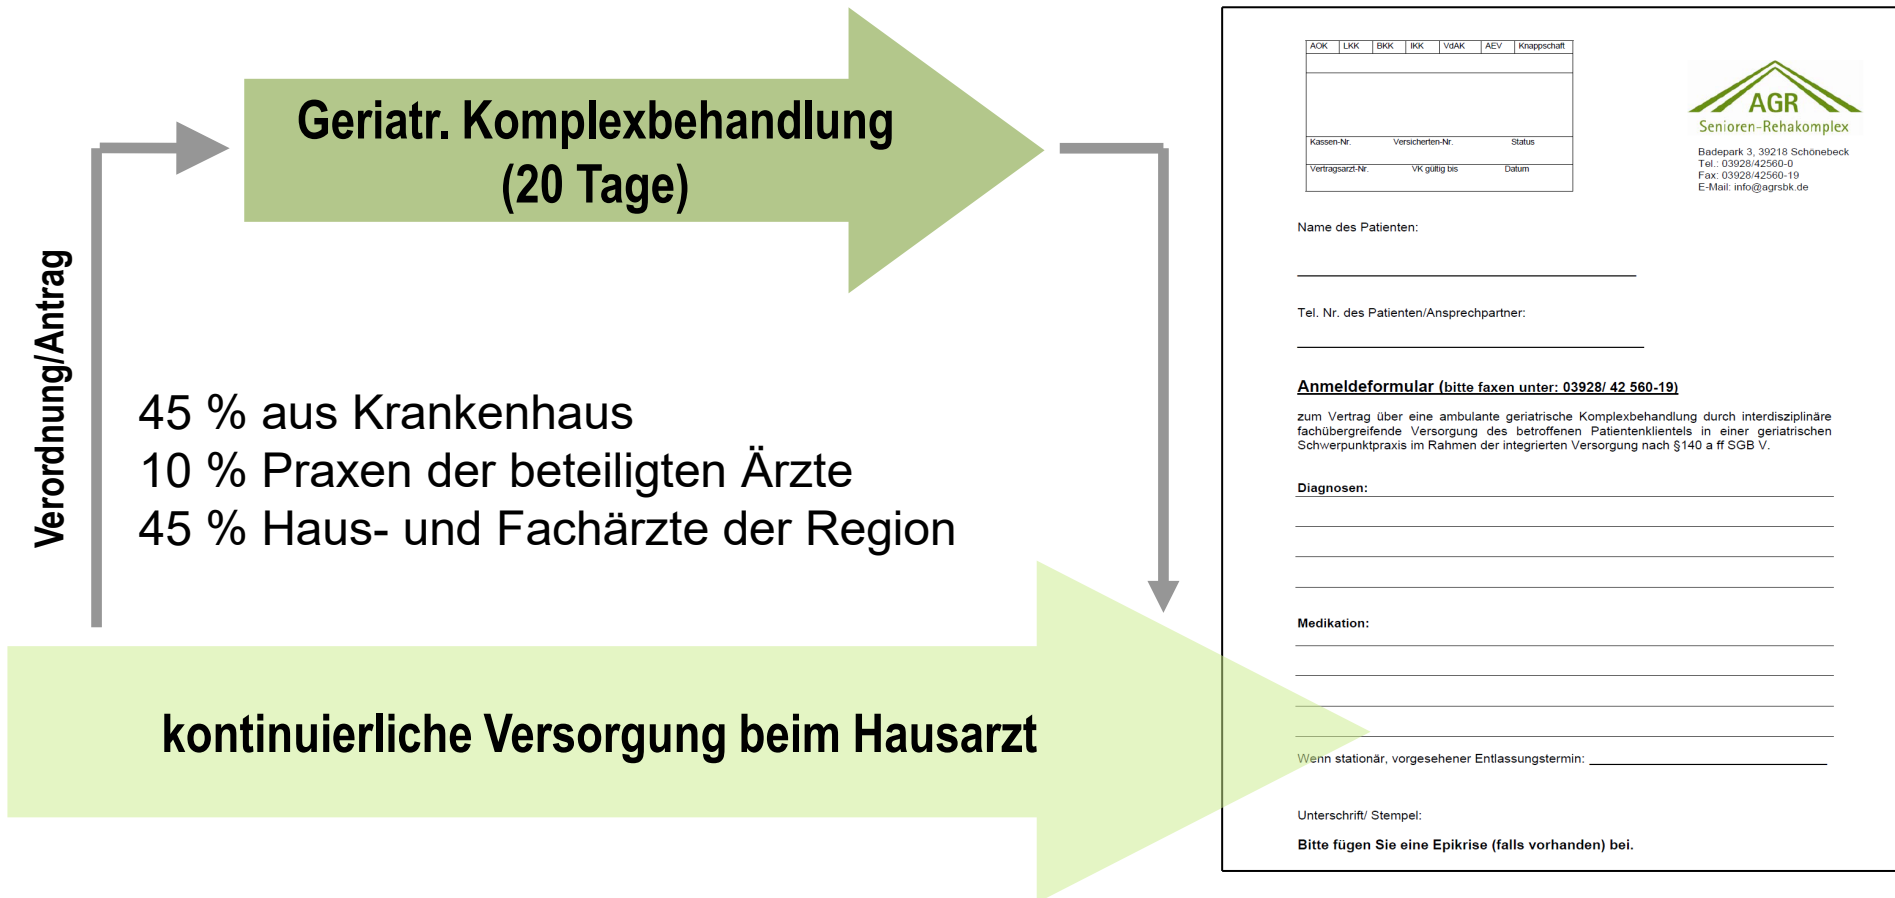 Geriatr. Komplexbehandlung
(20 Tage)
Verordnung/Antrag
45 % aus Krankenhaus
10 % Praxen der beteiligten Ärzte
45 % Haus- und Fachärzte der Region
kontinuierliche Versorgung beim Hausarzt
AOK LKK BKK IKK VdAK AEV Knappschaft
Kassen-Nr. Versicherten-Nr. Status
Vertragsarzt-Nr. VK gültig bis Datum
AGR
Senioren-Rehakomplex
Badepark 3, 39218 Schönebeck
Tel.: 03928/42560-0
Fax: 03928/42560-19
E-Mail: info@agrsbk.de
Name des Patienten:
Tel. Nr. des Patienten/Ansprechpartner:
Anmeldeformular (bitte faxen unter: 03928/ 42 560-19)
zum Vertrag über eine ambulante geriatrische Komplexbehandlung durch interdisziplinäre
fachübergreifende Versorgung des betroffenen Patientenklientels in einer geriatrischen
Schwerpunktpraxis im Rahmen der integrierten Versorgung nach §140 a ff SGB V.
Diagnosen:
Medikation:
Wenn stationär, vorgesehener Entlassungstermin:
Unterschrift/ Stempel:
Bitte fügen Sie eine Epikrise (falls vorhanden) bei.